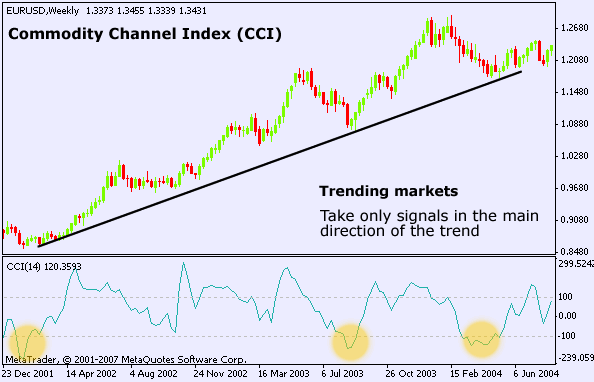 EURUSD,Weekly 1.3373 1.3455 1.3339 1.3431
Commodity Channel Index (CCI)
1.2680
1.2080
1.1480
1.0880
1.0280
0.9680
0.9080
0.8480
Trending markets
Take only signals in the main
direction of the trend
CCI(14) 120.3593
299.5242
100
0.00
-100
-259.059
MetaTrader, © 2001-2007 MetaQuotes Software Corp.
23 Dec 2001 14 Apr 2002 4 Aug 2002 24 Nov 2002 16 Mar 2003 6 Jul 2003 26 Oct 2003 15 Feb 2004 6 Jun 2004